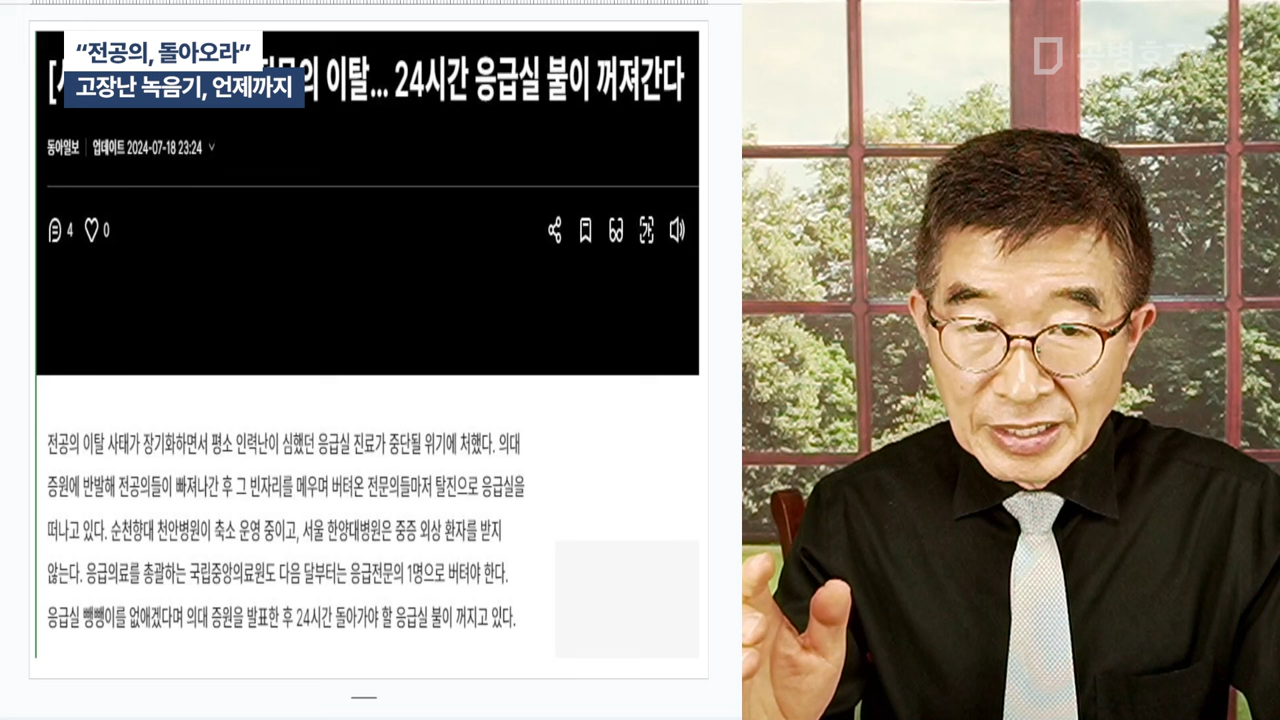 “전공의, 돌아오라”
고장난 녹음기, 언제까지
이탈... 24시간 응급실 불이 꺼져간다
동아일보 업데이트 2024-07-18 23:24
4 0
가
전공의 이탈 사태가 장기화하면서 평소 인력난이 심했던 응급실 진료가 중단될 위기에 처했다. 의대
증원에 반발해 전공의들이 빠져나간 후 그 빈자리를 메우며 버텨온 전문의들마저 탈진으로 응급실을
떠나고 있다. 순천향대 천안병원이 축소 운영 중이고, 서울 한양대병원은 중증 외상 환자를 받지
않는다. 응급의료를 총괄하는 국립중앙의료원도 다음 달부터는 응급전문의 1명으로 버텨야 한다.
응급실 뺑뺑이를 없애겠다며 의대 증원을 발표한 후 24시간 돌아가야 할 응급실 불이 꺼지고 있다.